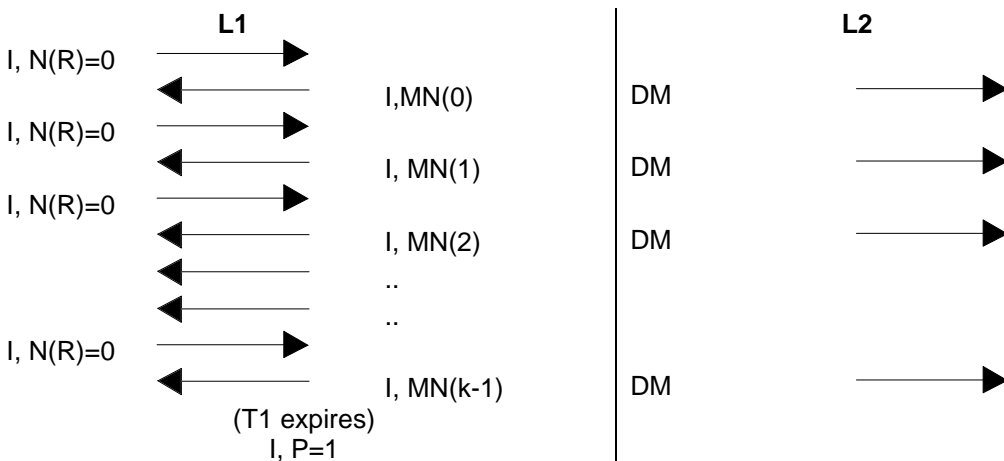 L1 L2
I, N(R)=0
I,MN(0) DM
I, N(R)=0
I, MN(1) DM
I, N(R)=0
I, MN(2) DM
..
..
I, N(R)=0
I, MN(k-1) DM
(T1 expires)
I, P=1